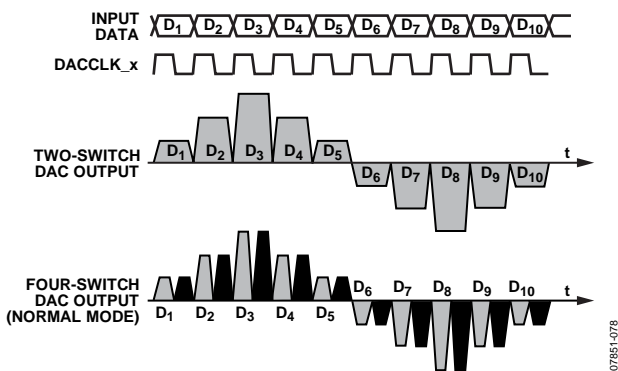 INPUT
DATA
D1 D2 D3 D4 D5 D6 D7 D8 D9 D10
DACCLK_x
TWO-SWITCH
DAC OUTPUT
D1 D2 D3 D4 D5
t
D6 D7 D8 D9 D10
FOUR-SWITCH
DAC OUTPUT
(NORMAL MODE)
D6 D7 D8 D9 D10
t
D1 D2 D3 D4 D5
07851-078